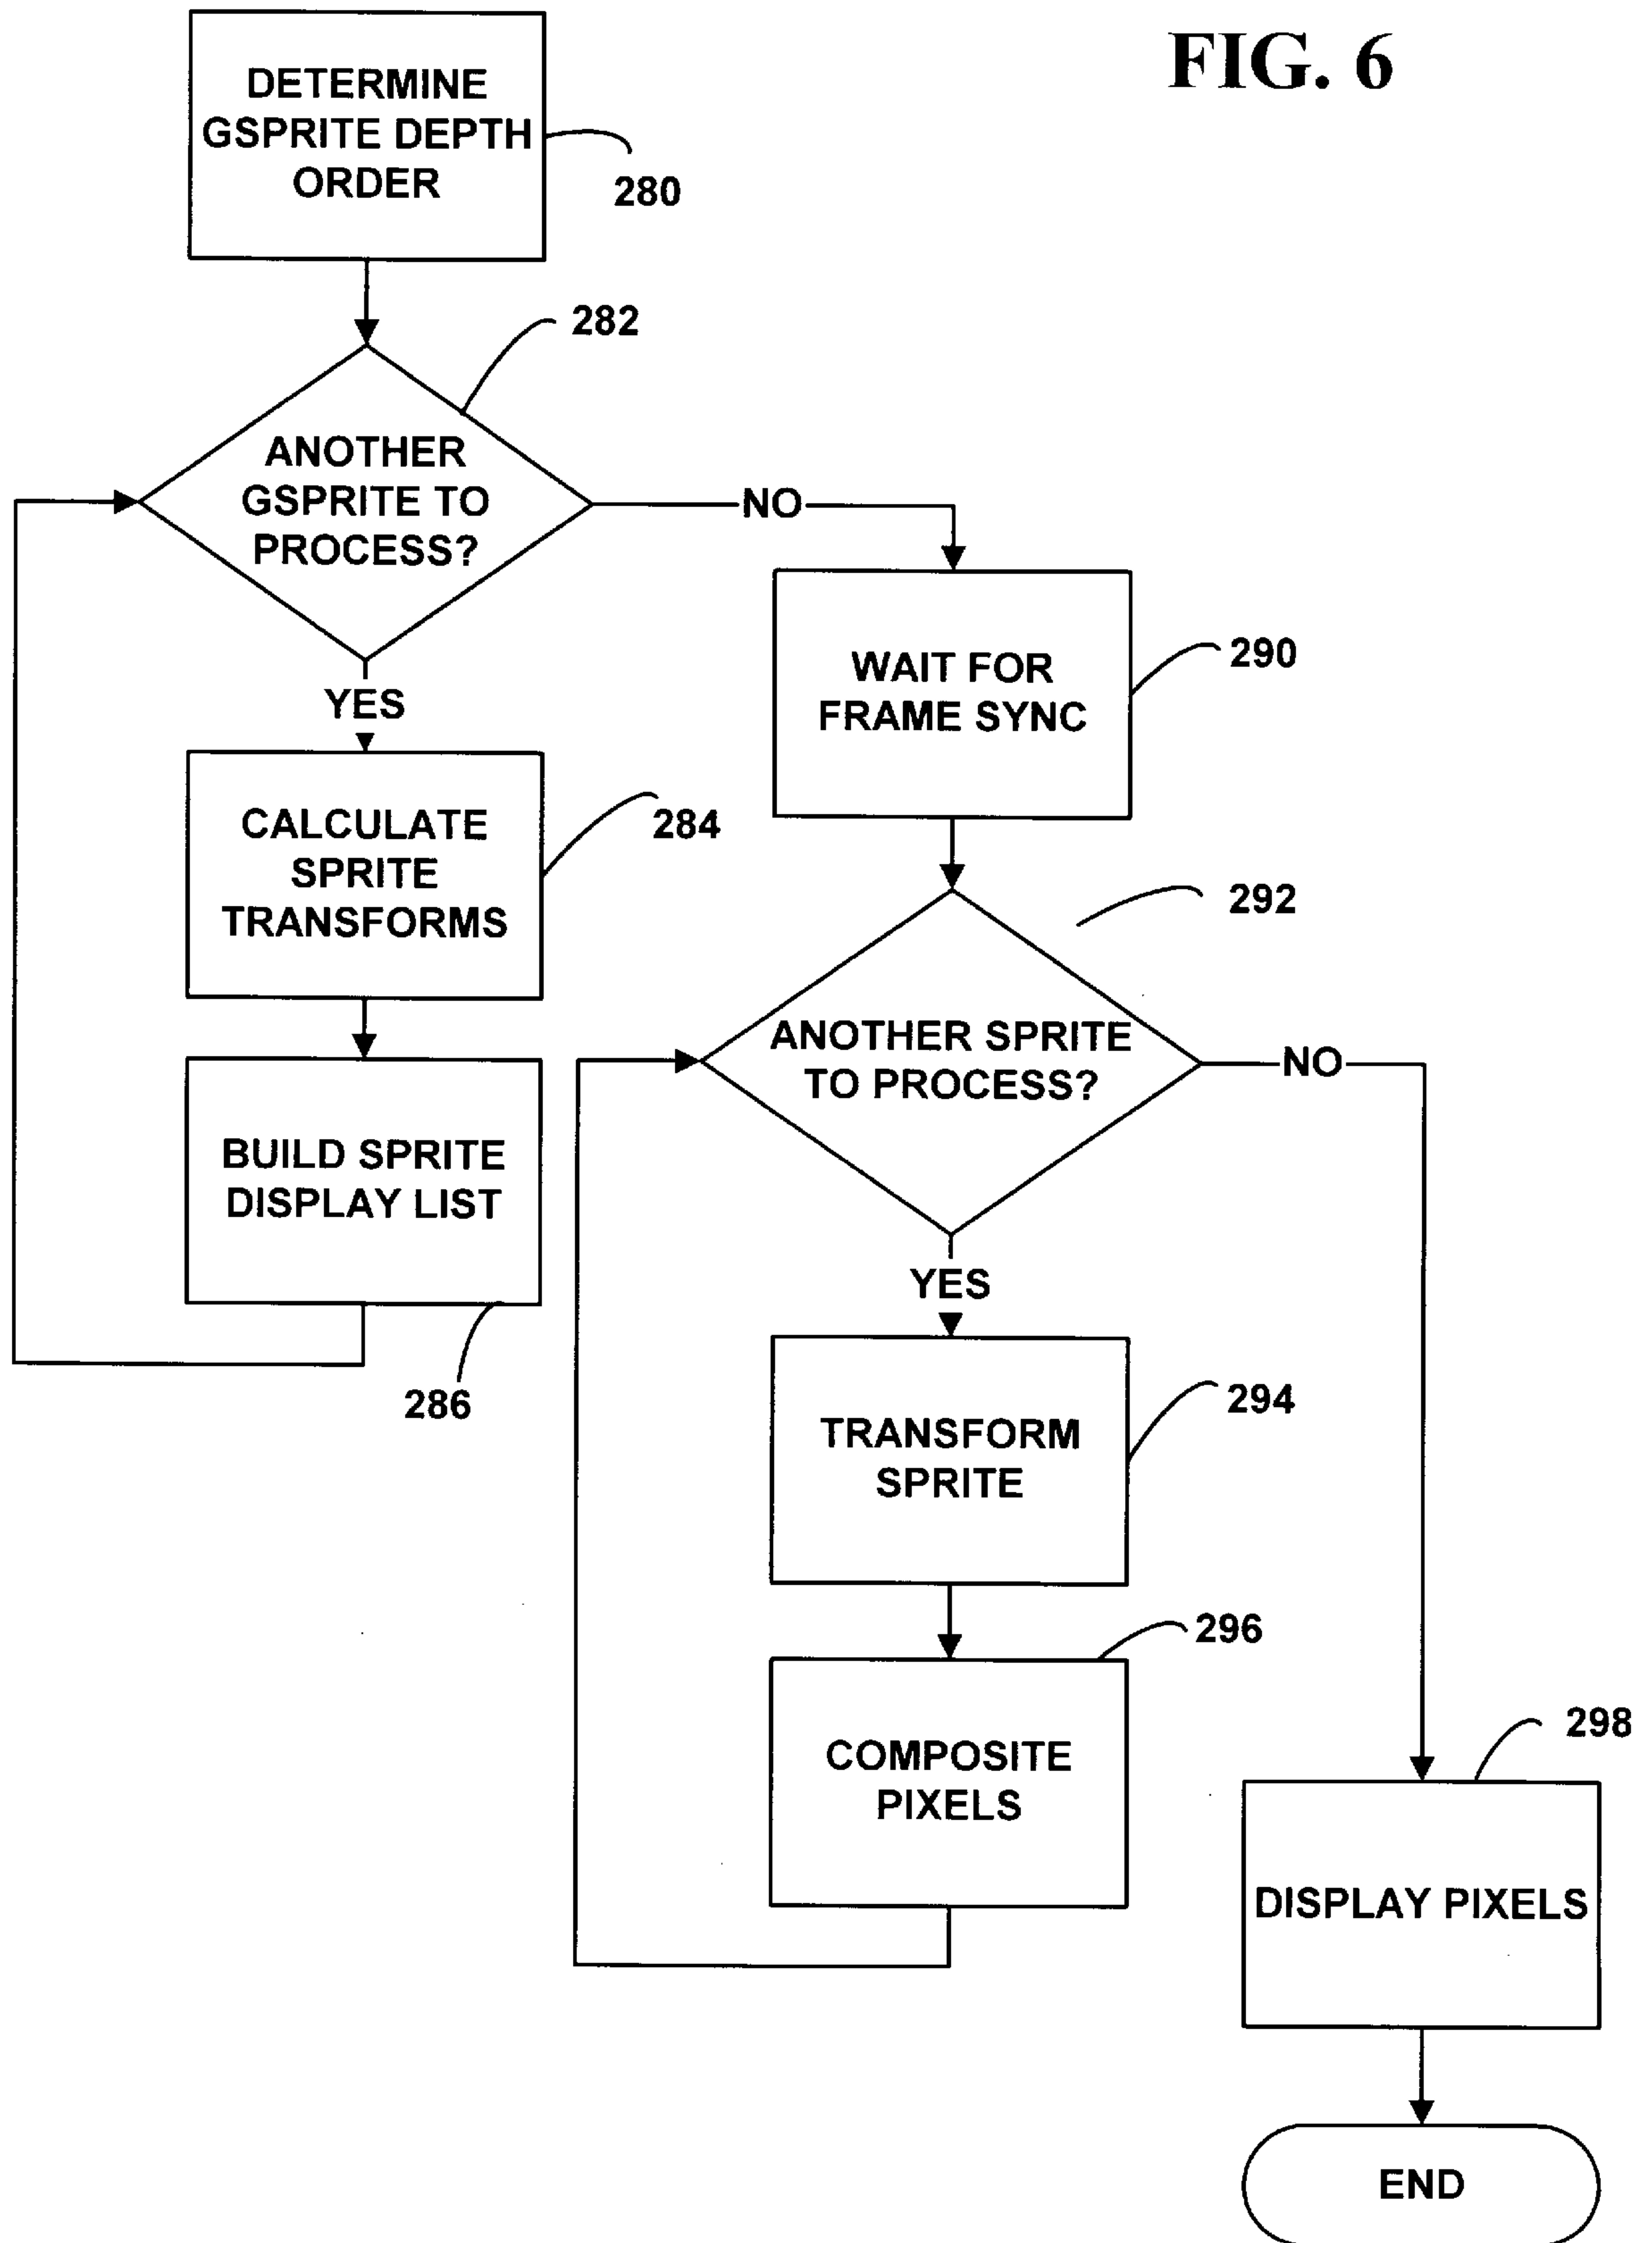 FIG. 6
DETERMINE
GSPRITE DEPTH
ORDER
280
282
ANOTHER
GSPRITE TO
PROCESS?
NO
YES
CALCULATE
SPRITE
TRANSFORMS
284
BUILD SPRITE
DISPLAY LIST
286
WAIT FOR
FRAME SYNC
290
292
ANOTHER SPRITE
TO PROCESS?
NO
YES
TRANSFORM
SPRITE
294
296
COMPOSITE
PIXELS
298
DISPLAY PIXELS
END